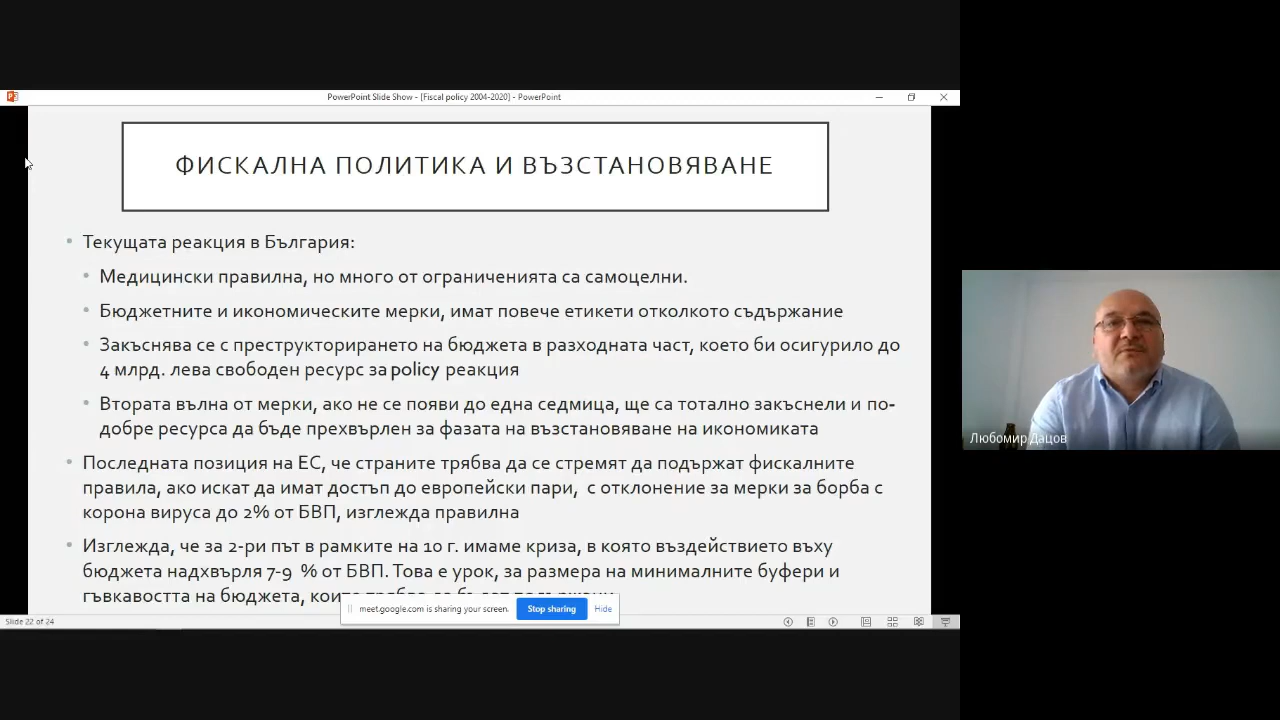 PowerPoint Slide Show - [Fiscal policy 2004-2020] - PowerPoint
ФИСКАЛНА ПОЛИТИКА И ВЪЗСТАНОВЯВАНЕ
Текущата реакция в България:
Медицински правилна, но много от ограниченията са самоцелни.
Бюджетните и икономическите мерки, имат повече етикети отколкото съдържание
Закъснява се с преструкторирането на бюджета в разходната част, което би осигурило до
4 млрд. лева свободен ресурс за policy реакция
Втората вълна от мерки, ако не се появи до една седмица, ще са тотално закъснели и по-
добре ресурса да бъде прехвърлен за фазата на възстановяване на икономиката
Последната позиция на ЕС, че страните трябва да се стремят да подържат фискалните
правила, ако искат да имат достъп до европейски пари, с отклонение за мерки за борба с
корона вируса до 2% от БВП, изглежда правилна
Изглежда, че за 2-ри път в рамките на 10 г. имаме криза, в която въздействието върху
бюджета надхвърля 7-9 % от БВП. Това е урок, за размера на минималните буфери и
гъвкавостта на бюджета,
meet.google.com is sharing your screen.
Stop sharing
Hide
Slide 22 of 24
Любомир Дацов